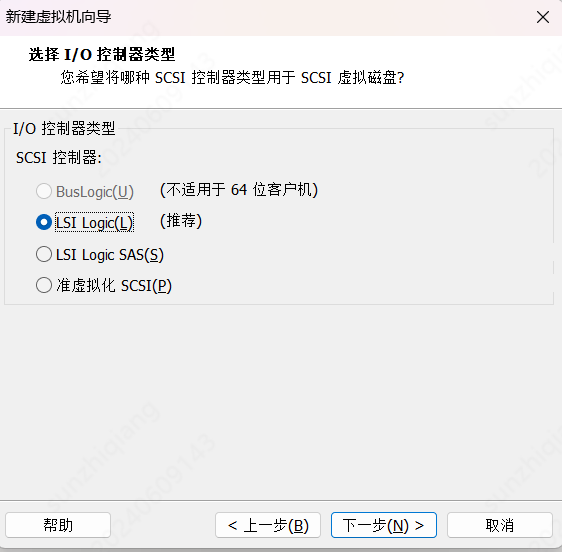 新建虚拟机向导
选择 I/O 控制器类型
您希望将哪种 SCSI 控制器类型用于 SCSI 虚拟磁盘?
I/O 控制器类型
SCSI 控制器:
BusLogic(U) (不适用于 64 位客户机)
LSI Logic(L) (推荐)
LSI Logic SAS(S)
准虚拟化 SCSI(P)
sunzhiqiang
20240609143
帮助 < 上一步(B) 下一步(N) > 取消